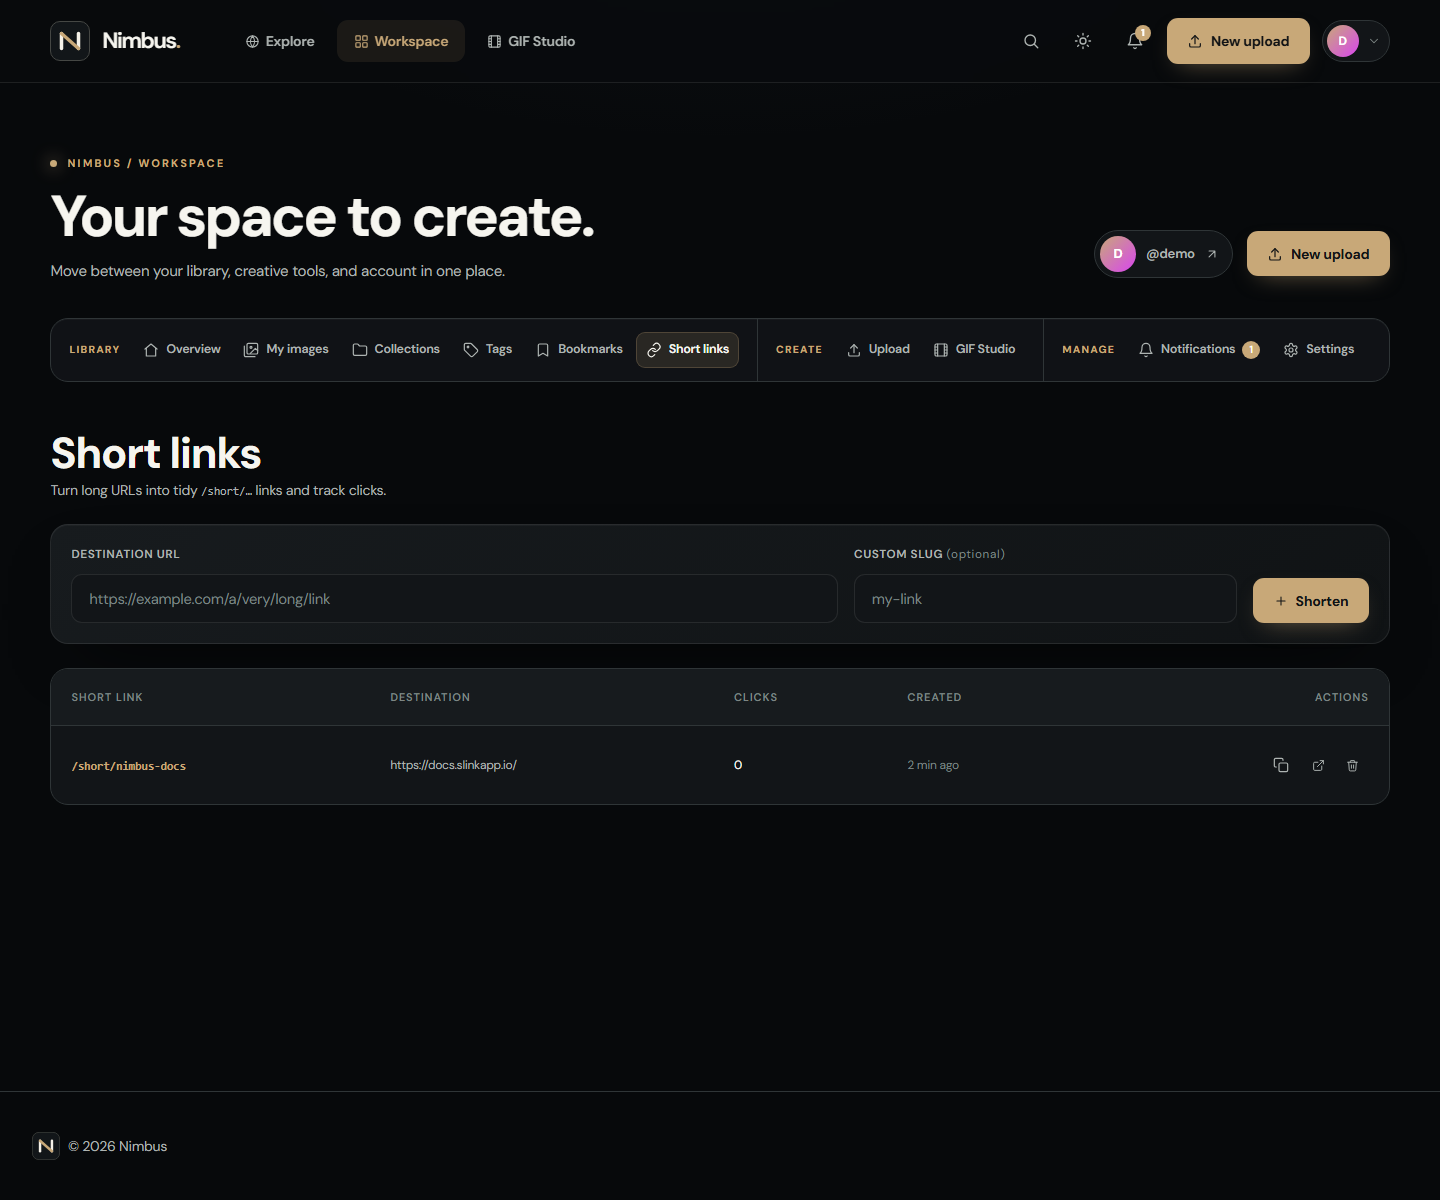 N Nimbus. Explore Workspace GIF Studio 1 New upload D
NIMBUS / WORKSPACE
Your space to create.
Move between your library, creative tools, and account in one place.
D @demo New upload
LIBRARY Overview My images Collections Tags Bookmarks Short links CREATE Upload GIF Studio MANAGE Notifications 1 Settings
Short links
Turn long URLs into tidy /short/… links and track clicks.
DESTINATION URL CUSTOM SLUG (optional)
https://example.com/a/very/long/link my-link Shorten
SHORT LINK DESTINATION CLICKS CREATED ACTIONS
/short/nimbus-docs https://docs.slinkapp.io/ 0 2 min ago
N © 2026 Nimbus